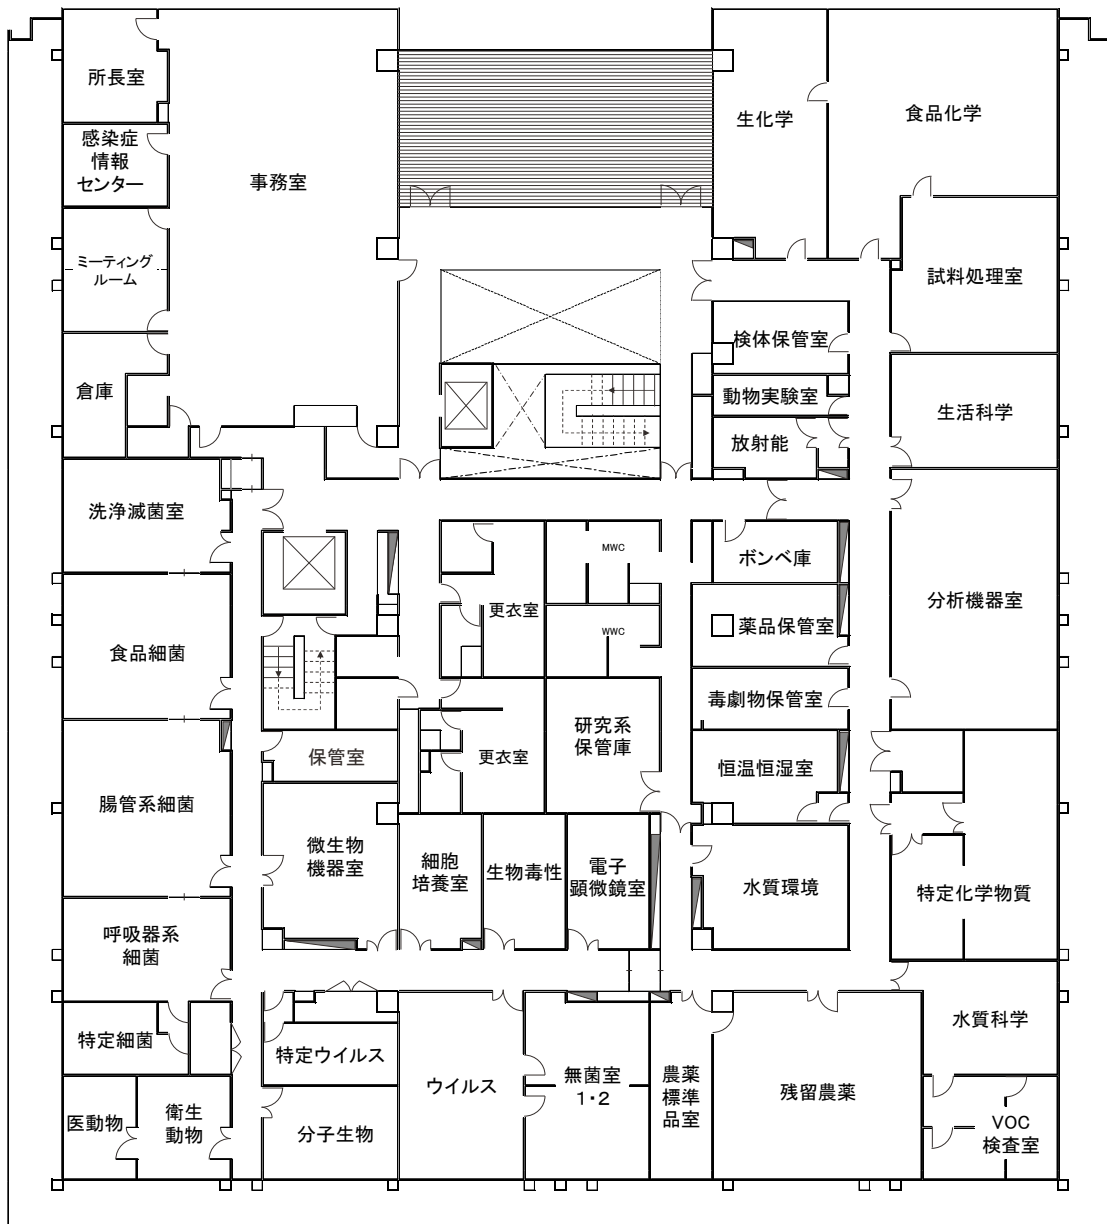 所長室
感染症
情報
センター
事務室
生化学
食品化学
ミーティング
ルーム
試料処理室
検体保管室
倉庫
動物実験室
生活科学
放射能
洗浄滅菌室
MWC
ボンベ庫
分析機器室
更衣室
薬品保管室
WWC
食品細菌
毒劇物保管室
研究系
保管庫
更衣室
保管室
恒温恒湿室
腸管系細菌
微生物
機器室
細胞
培養室
生物毒性
電子
顕微鏡室
水質環境
特定化学物質
呼吸器系
細菌
水質科学
特定細菌
特定ウイルス
ウイルス
無菌室
1・2
農薬
標準
品室
残留農薬
医動物
衛生
動物
分子生物
VOC
検査室